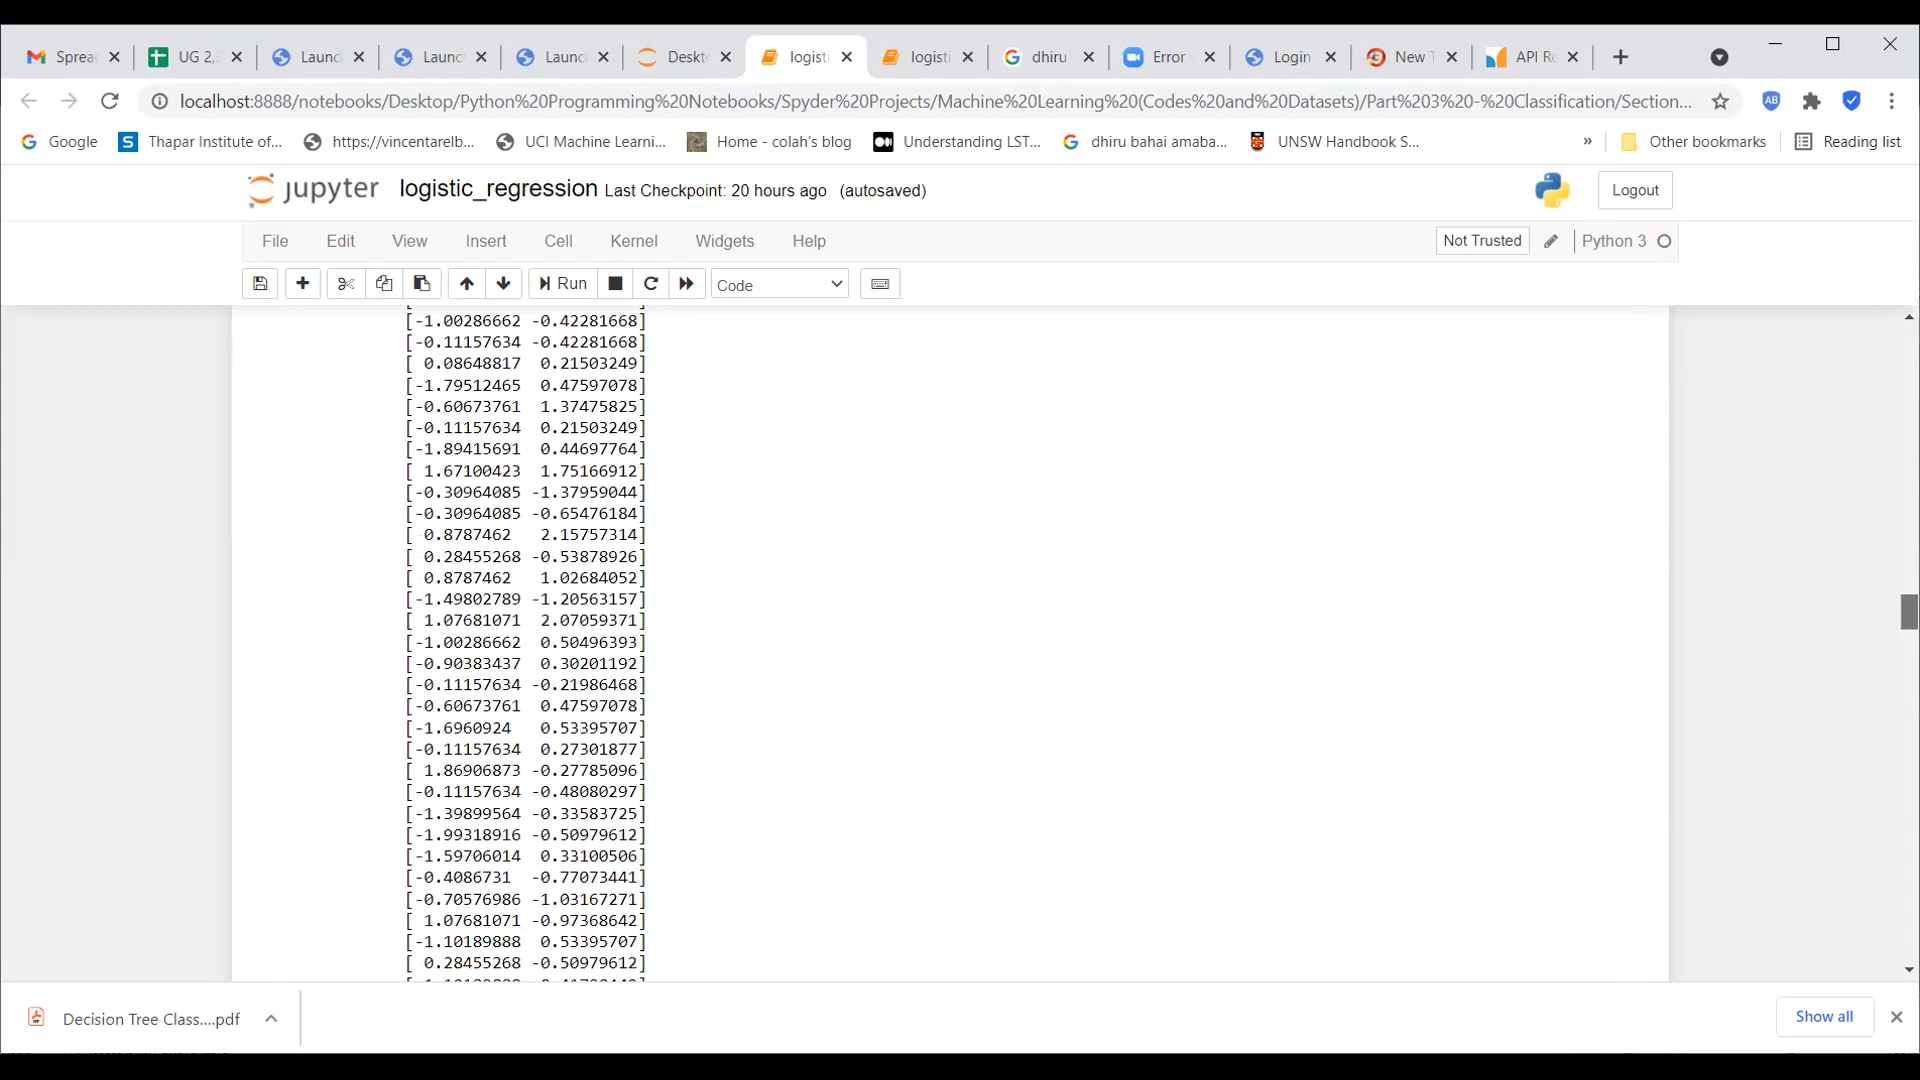 Sprea
UG 2,
Launc
Launc
Launc
Deskt
logisti
logisti
dhiru
Error
Login
New T
API Re
localhost:8888/notebooks/Desktop/Python%20Programming%20Notebooks/Spyder%20Projects/Machine%20Learning%20(Codes%20and%20Datasets)/Part%203%20-%20Classification/Section...
AB
Google
Thapar Institute of...
https://vincentarelb...
UCI Machine Learni...
Home - colah's blog
Understanding LST...
dhiru bahai amaba...
UNSW Handbook S...
»
Other bookmarks
Reading list
jupyter logistic_regression Last Checkpoint: 20 hours ago (autosaved)
Logout
File Edit View Insert Cell Kernel Widgets Help
Not Trusted
Python 3
Run
Code
[-1.00286662 -0.42281668]
[-0.11157634 -0.42281668]
[ 0.08648817  0.21503249]
[-1.79512465  0.47597078]
[-0.60673761  1.37475825]
[-0.11157634  0.21503249]
[-1.89415691  0.44697764]
[ 1.67100423  1.75166912]
[-0.30964085 -1.37959044]
[-0.30964085 -0.65476184]
[ 0.8787462   2.15757314]
[ 0.28455268 -0.53878926]
[ 0.8787462   1.02684052]
[-1.49802789 -1.20563157]
[ 1.07681071  2.07059371]
[-1.00286662  0.50496393]
[-0.90383437  0.30201192]
[-0.11157634 -0.21986468]
[-0.60673761  0.47597078]
[-1.6960924   0.53395707]
[-0.11157634  0.27301877]
[ 1.86906873 -0.27785096]
[-0.11157634 -0.48080297]
[-1.39899564 -0.33583725]
[-1.99318916 -0.50979612]
[-1.59706014  0.33100506]
[-0.4086731  -0.77073441]
[-0.70576986 -1.03167271]
[ 1.07681071 -0.97368642]
[-1.10189888  0.53395707]
[ 0.28455268 -0.50979612]
Decision Tree Class....pdf
Show all